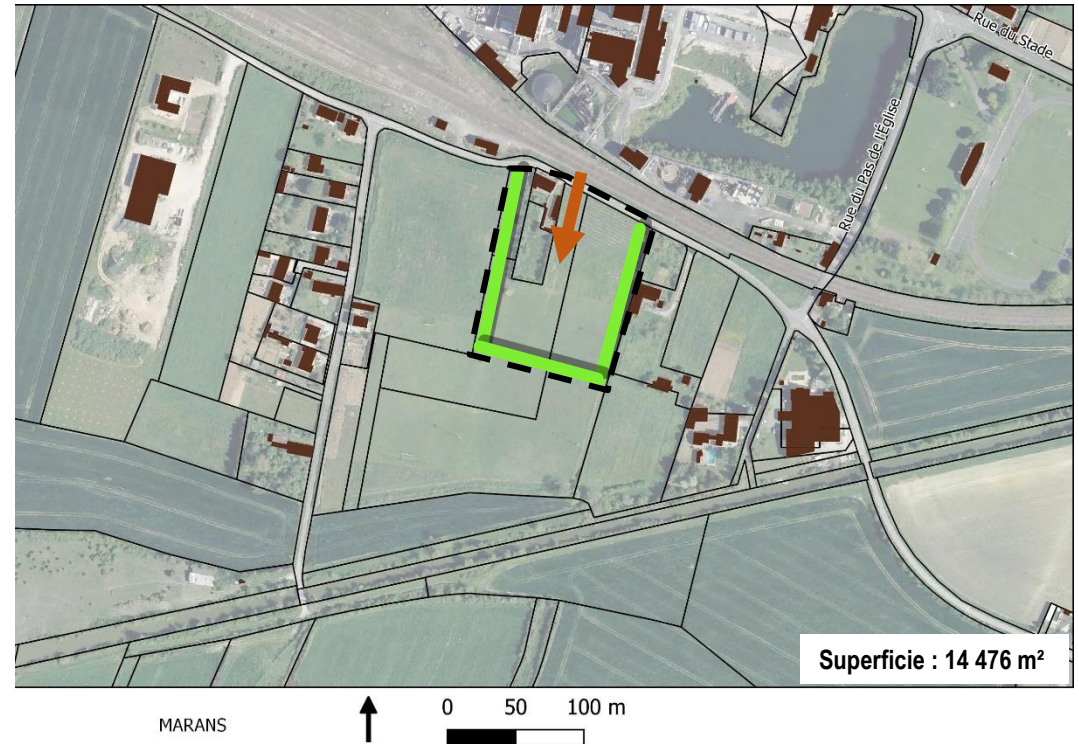 Rue du Stade
Rue du Pas de l'Église
Superficie : 14 476 m²
MARANS
0 50 100 m